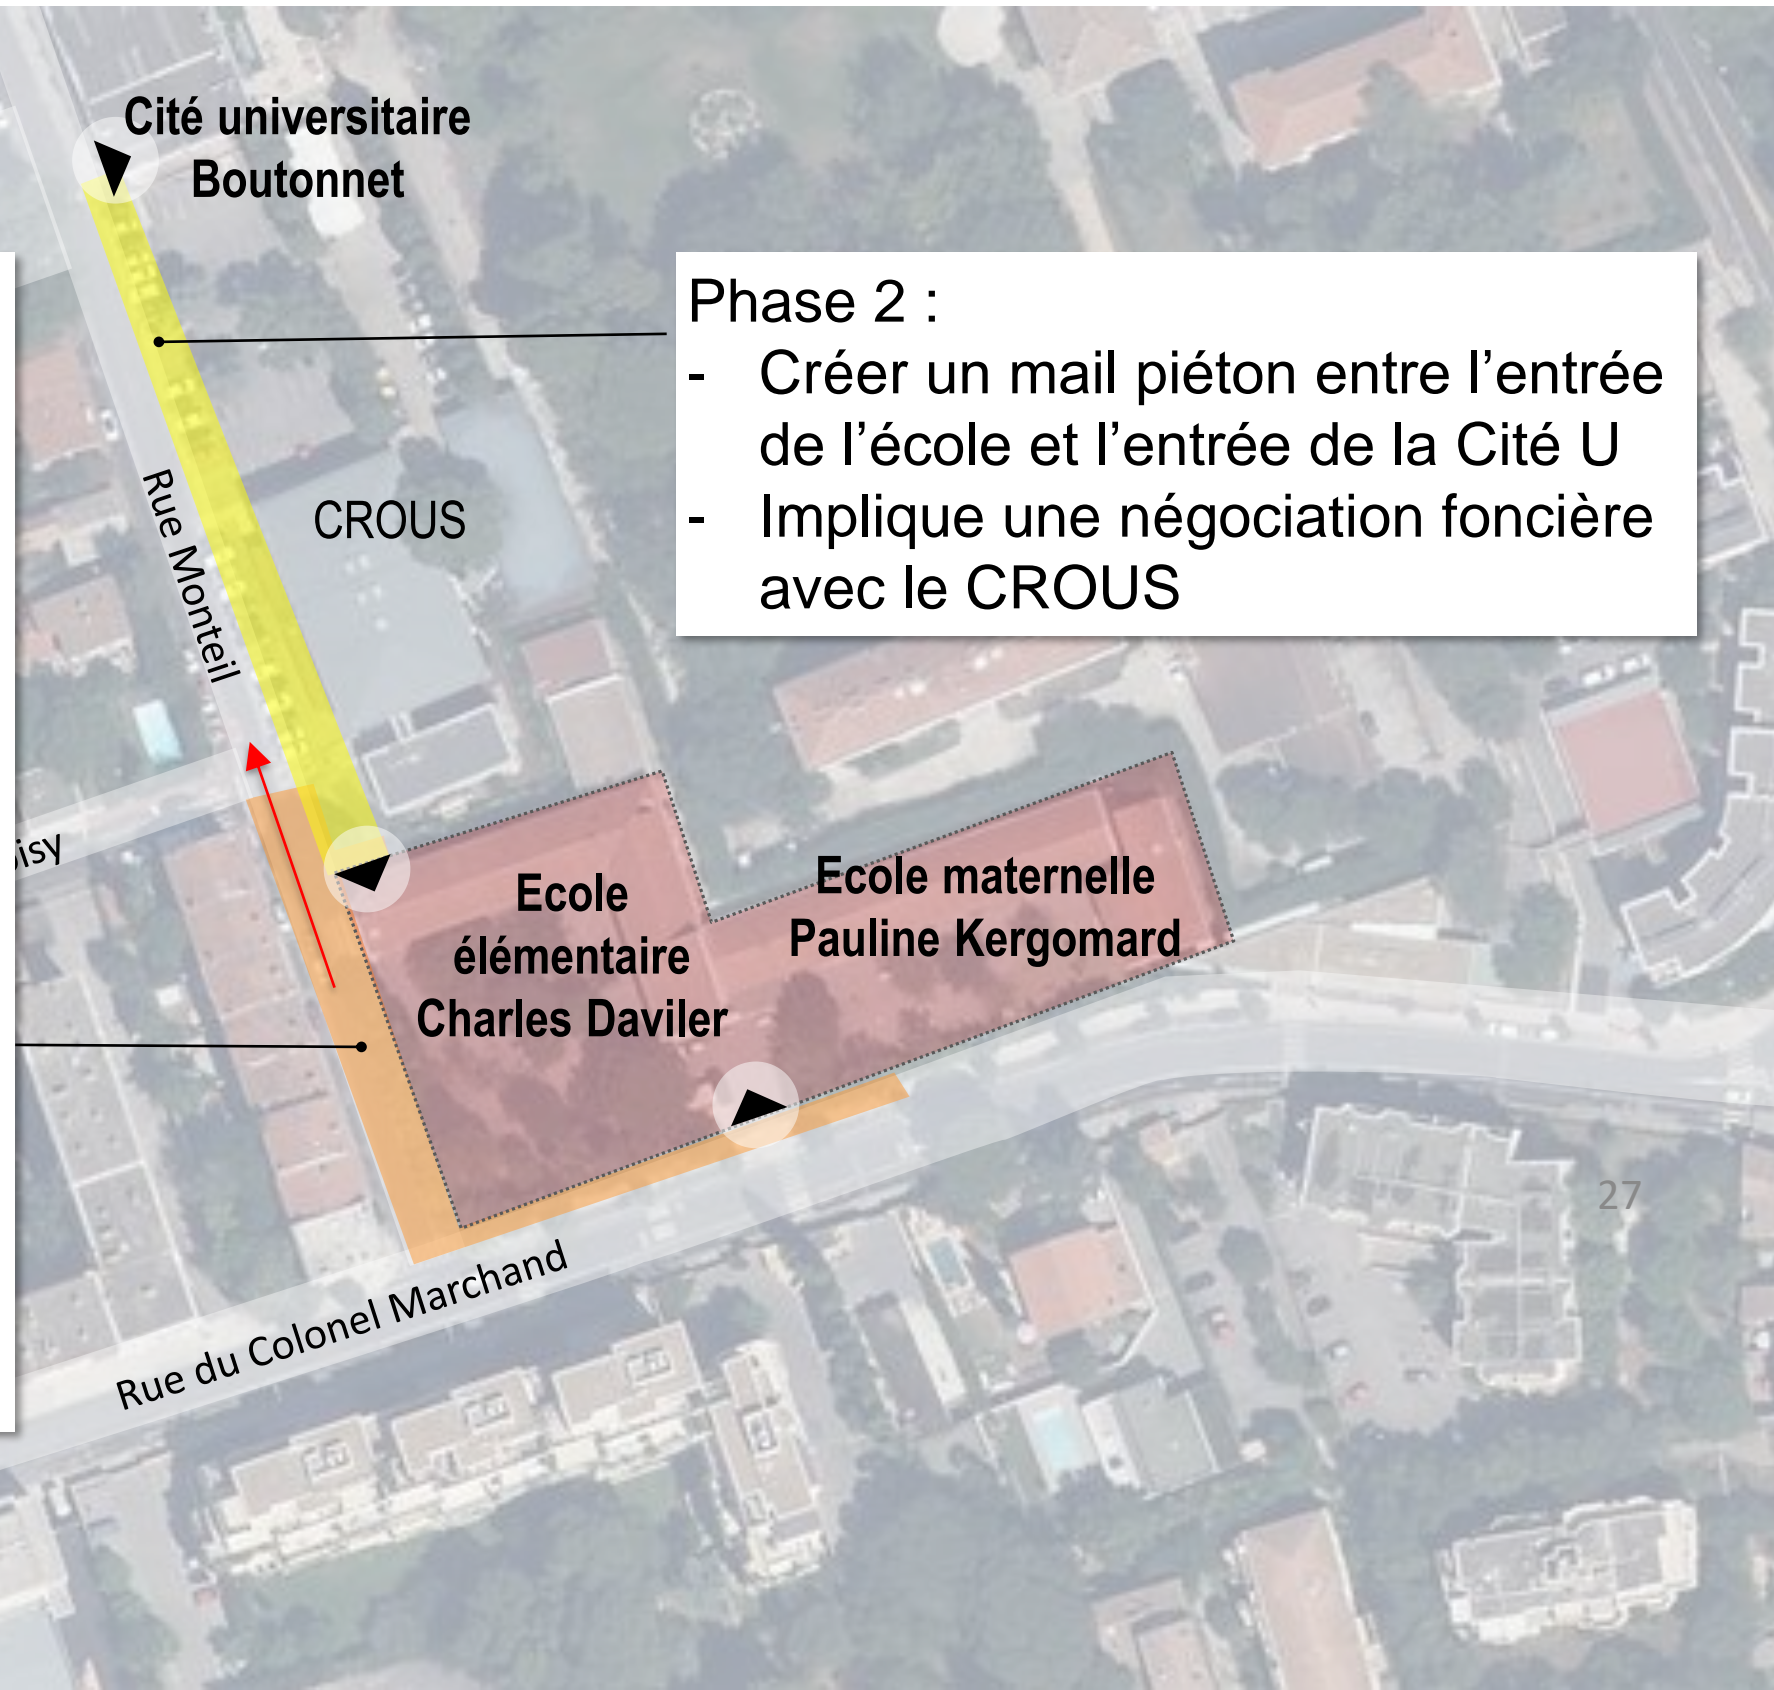 Cité universitaire
Boutonnet
Phase 2 :
- Créer un mail piéton entre l’entrée
de l’école et l’entrée de la Cité U
- Implique une négociation foncière
avec le CROUS
Rue Monteil
CROUS
Ecole
élémentaire
Charles Daviler
Ecole maternelle
Pauline Kergomard
27
Rue du Colonel Marchand